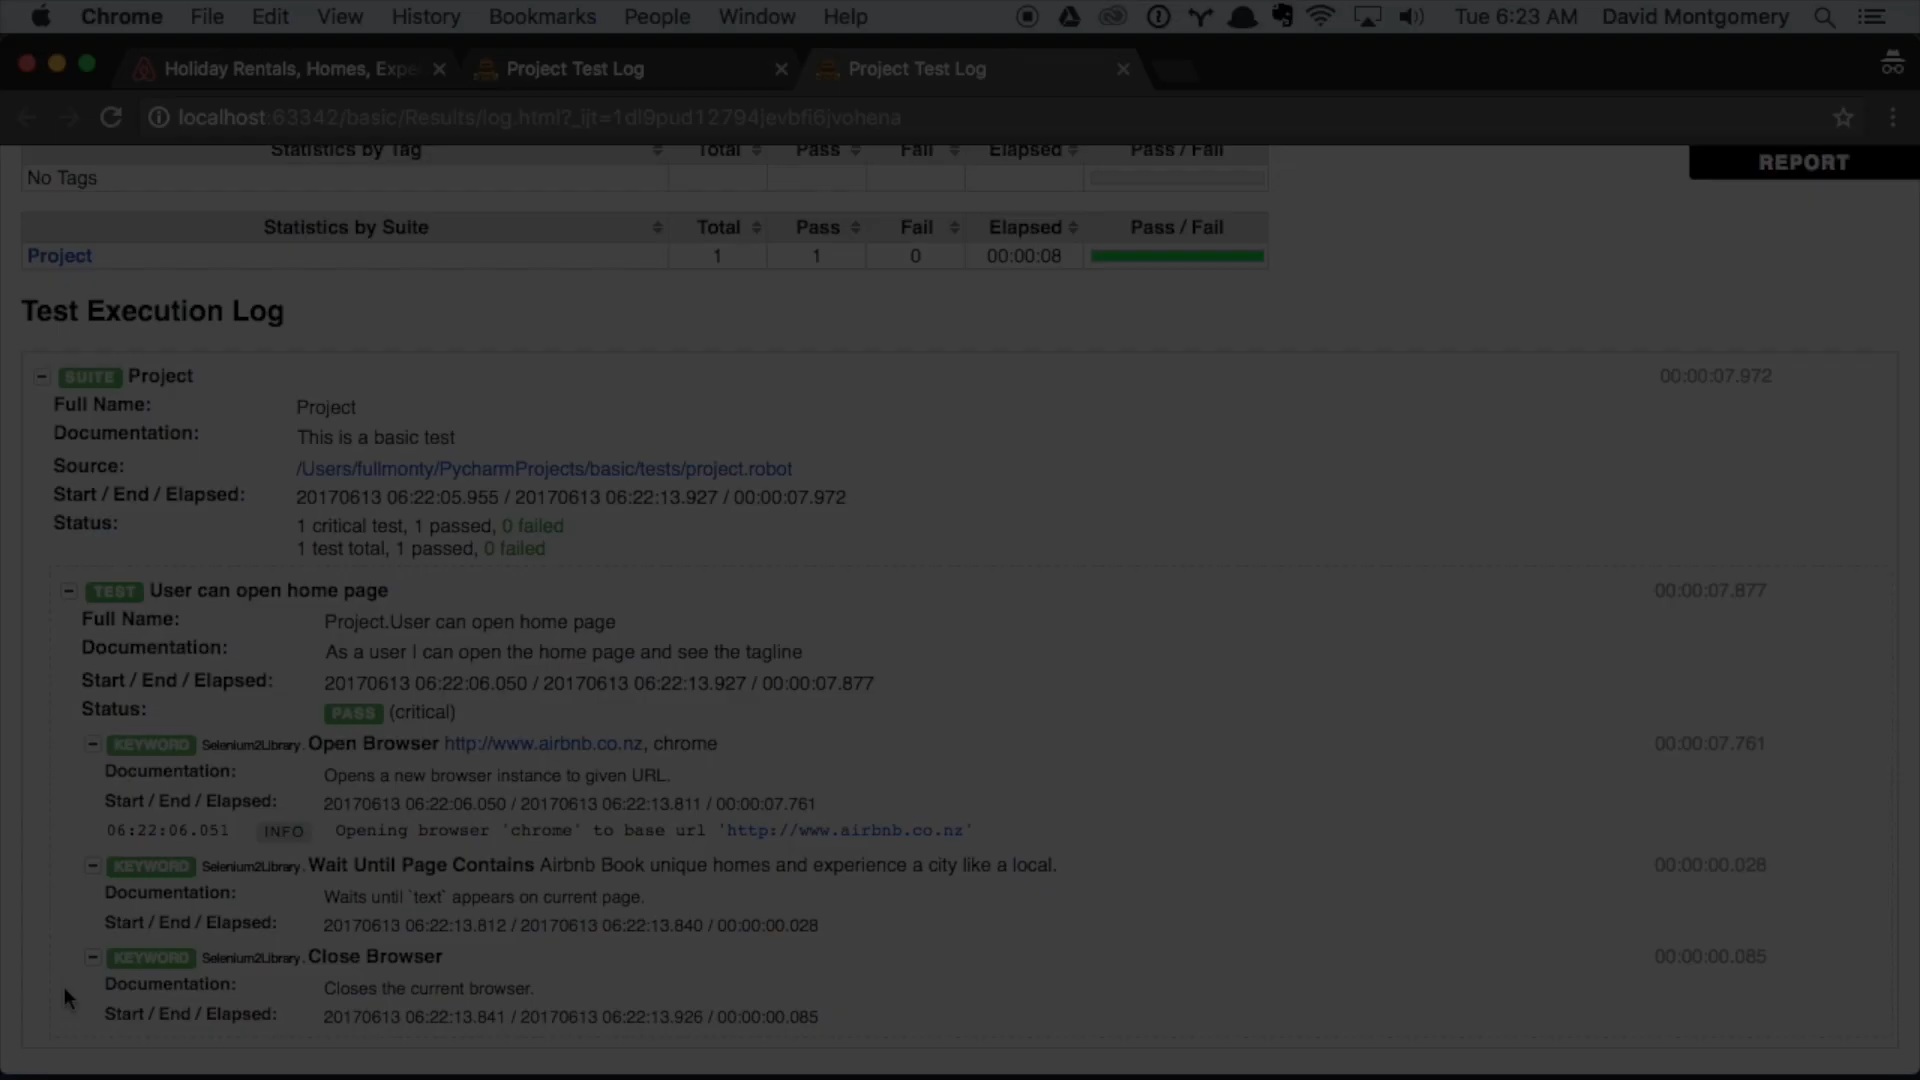 Chrome File Edit View History Bookmarks People Window Help Tue 6:23 AM David Montgomery
Holiday Rentals, Homes, Expe Project Test Log Project Test Log
localhost:63342/basic/Results/log.html?_ijt=1dl9pud12794jevbfi6jvohena
Statistics by Tag Total Pass Fail Elapsed Pass / Fail
REPORT
No Tags
Statistics by Suite Total Pass Fail Elapsed Pass / Fail
Project 1 1 0 00:00:08
Test Execution Log
SUITE Project 00:00:07.972
Full Name: Project
Documentation: This is a basic test
Source: /Users/fullmonty/PycharmProjects/basic/tests/project.robot
Start / End / Elapsed: 20170613 06:22:05.955 / 20170613 06:22:13.927 / 00:00:07.972
Status: 1 critical test, 1 passed, 0 failed
1 test total, 1 passed, 0 failed
TEST User can open home page 00:00:07.877
Full Name: Project.User can open home page
Documentation: As a user I can open the home page and see the tagline
Start / End / Elapsed: 20170613 06:22:06.050 / 20170613 06:22:13.927 / 00:00:07.877
Status: PASS (critical)
KEYWORD Selenium2Library. Open Browser http://www.airbnb.co.nz, chrome 00:00:07.761
Documentation: Opens a new browser instance to given URL.
Start / End / Elapsed: 20170613 06:22:06.050 / 20170613 06:22:13.811 / 00:00:07.761
06:22:06.051 INFO Opening browser 'chrome' to base url 'http://www.airbnb.co.nz'
KEYWORD Selenium2Library. Wait Until Page Contains Airbnb Book unique homes and experience a city like a local. 00:00:00.028
Documentation: Waits until `text` appears on current page.
Start / End / Elapsed: 20170613 06:22:13.812 / 20170613 06:22:13.840 / 00:00:00.028
KEYWORD Selenium2Library. Close Browser 00:00:00.085
Documentation: Closes the current browser.
Start / End / Elapsed: 20170613 06:22:13.841 / 20170613 06:22:13.926 / 00:00:00.085